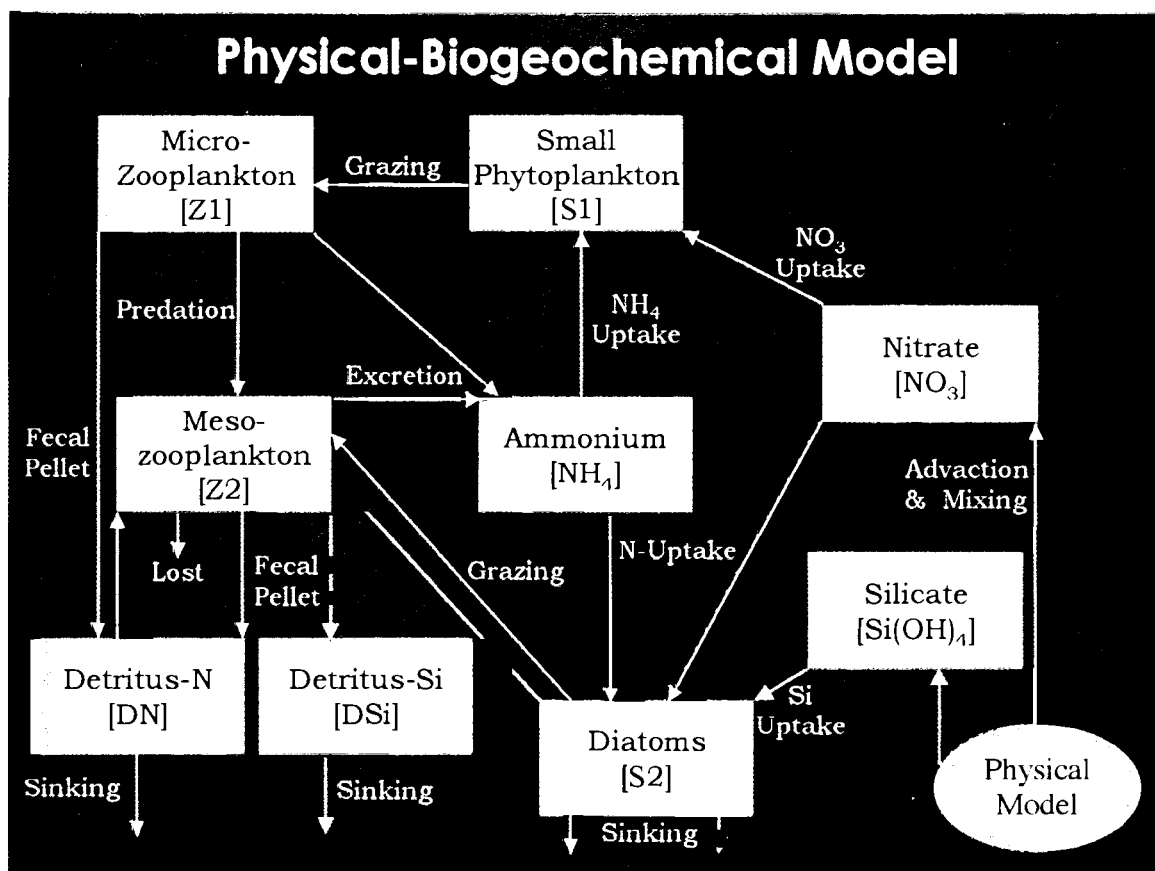 Physical-Biogeochemical Model
Micro-
Zooplankton
[Z1]
Grazing
Small
Phytoplankton
[S1]
NO₃
Uptake
Predation
NH₄
Uptake
Nitrate
[NO₃]
Excretion
Fecal
Pellet
Meso-
zooplankton
[Z2]
Ammonium
[NH₄]
Advaction
& Mixing
Lost
Fecal
Pellet
Grazing
N-Uptake
Silicate
[Si(OH)₄]
Detritus-N
[DN]
Detritus-Si
[DSi]
Si
Uptake
Diatoms
[S2]
Physical
Model
Sinking
Sinking
Sinking